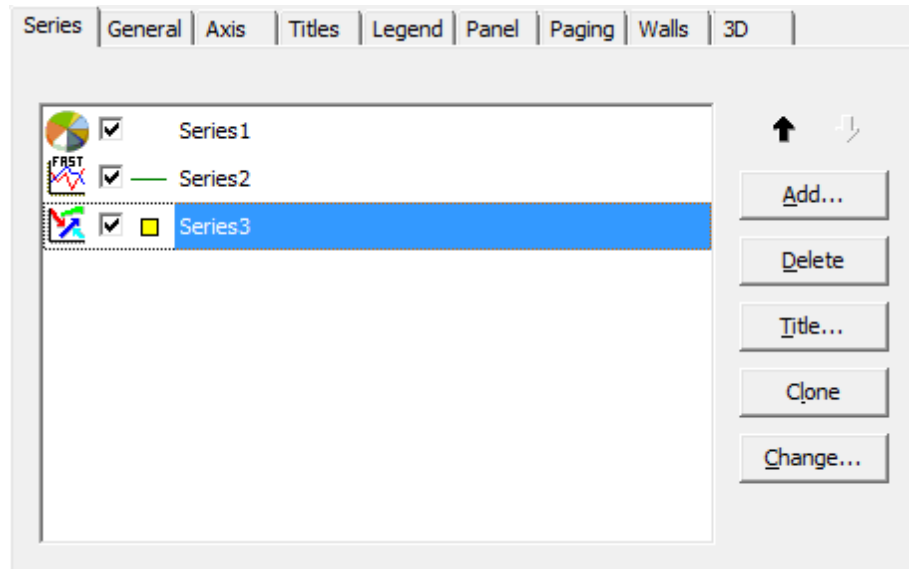 Series General Axis Titles Legend Panel Paging Walls 3D
Series1
FAST
Series2
Series3
Add...
Delete
Title...
Clone
Change...